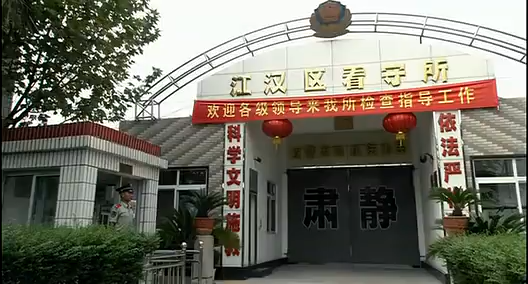 江汉区看守所
欢迎各级领导来我所检查指导工作
科学文明施
依法严
肃静